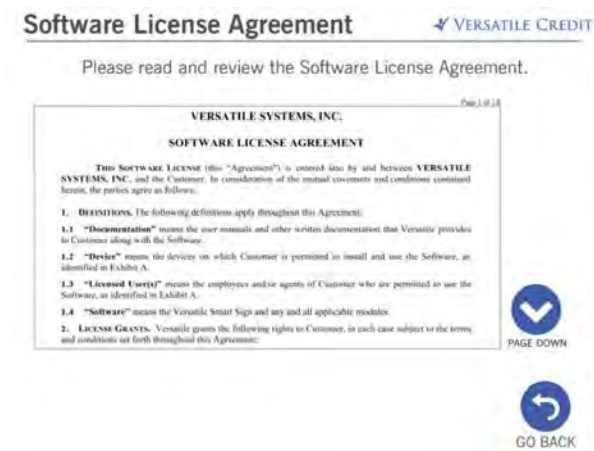 Software License Agreement
VERSATILE CREDIT
Please read and review the Software License Agreement.
Page 1 of 18
VERSATILE SYSTEMS, INC.
SOFTWARE LICENSE AGREEMENT
THIS SOFTWARE LICENSE (this "Agreement") is entered into by and between VERSATILE
SYSTEMS, INC. and the Customer. In consideration of the mutual covenants and conditions contained
herein, the parties agree as follows:
1. DEFINITIONS. The following definitions apply throughout this Agreement:
1.1 "Documentation" means the user manuals and other written documentation that Versatile provides
to Customer along with the Software.
1.2 "Device" means the devices on which Customer is permitted to install and use the Software, as
identified in Exhibit A.
1.3 "Licensed User(s)" means the employees and/or agents of Customer who are permitted to use the
Software, as identified in Exhibit A.
1.4 "Software" means the Versatile Smart Sign and any and all applicable modules.
2. LICENSE GRANTS. Versatile grants the following rights to Customer, in each case subject to the terms
and conditions set forth throughout this Agreement:
PAGE DOWN
GO BACK